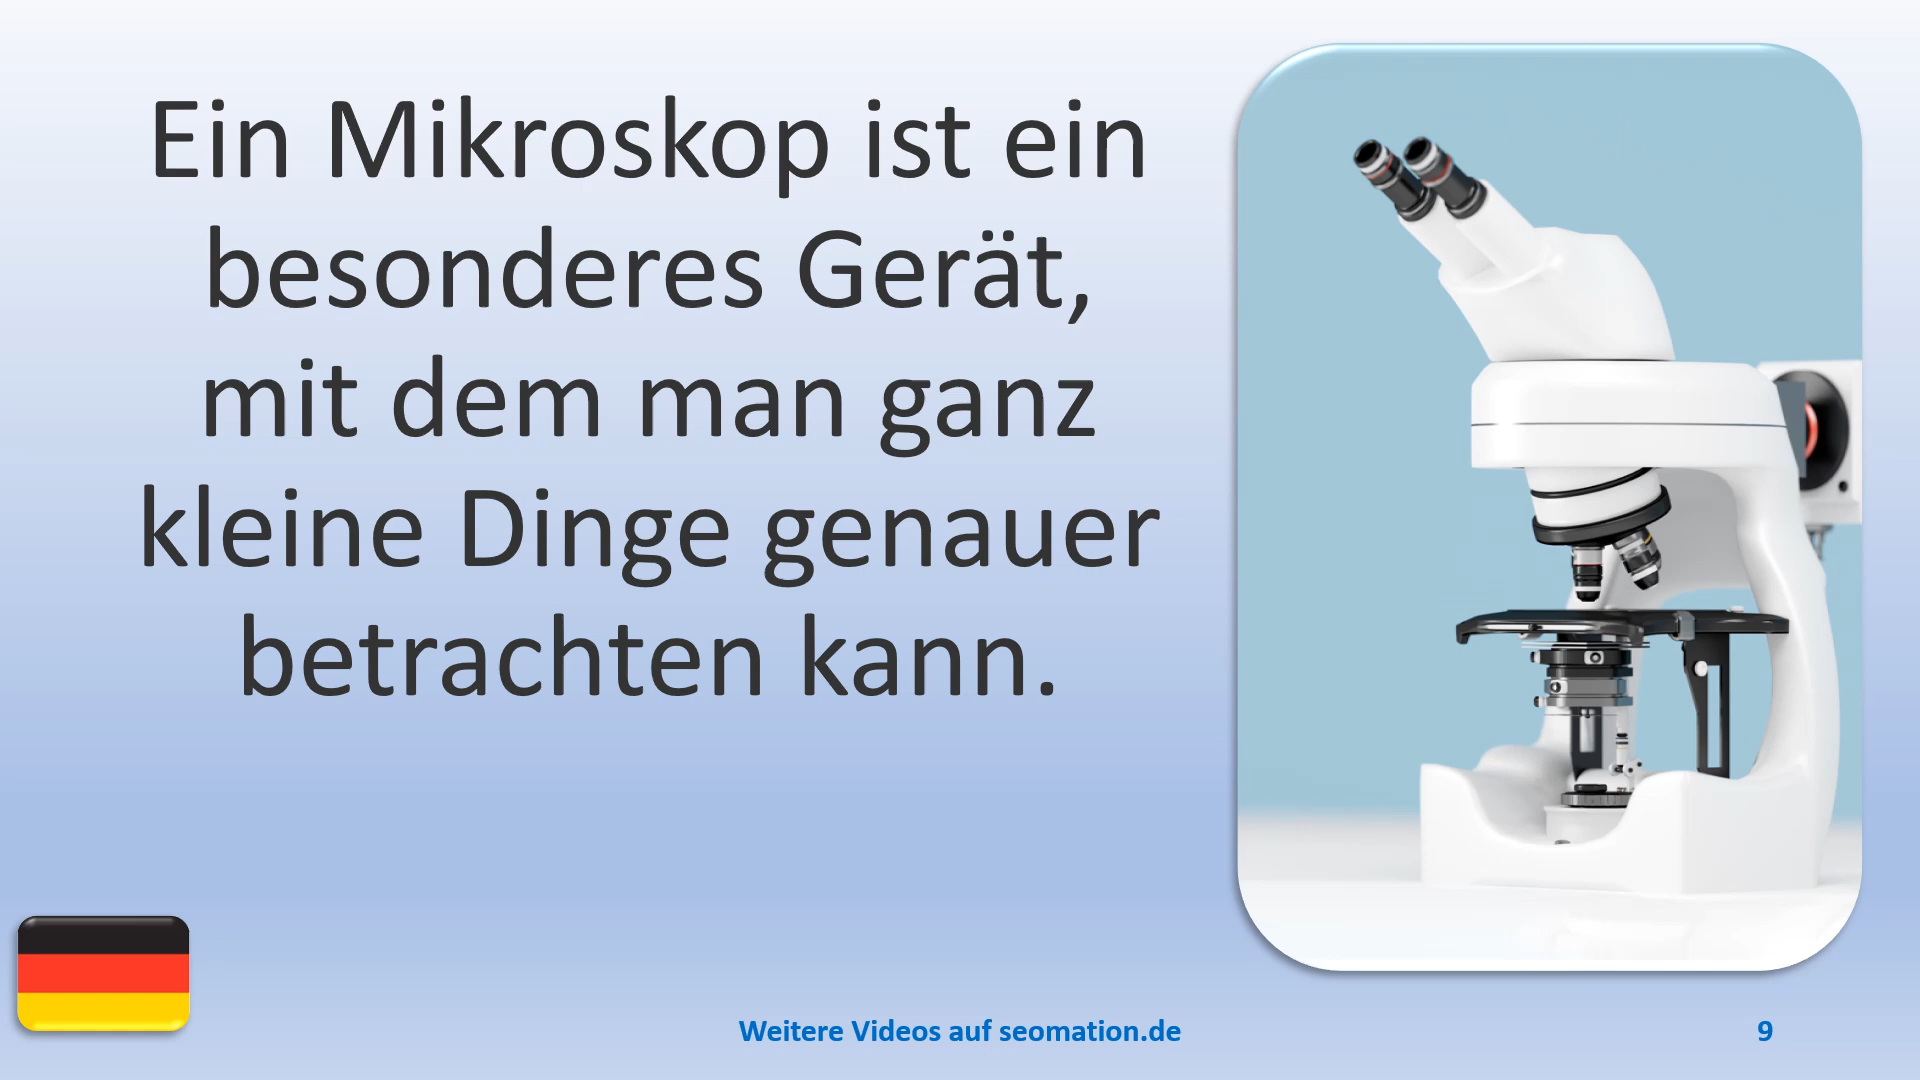 Ein Mikroskop ist ein
besonderes Gerät,
mit dem man ganz
kleine Dinge genauer
betrachten kann.
Weitere Videos auf seomation.de
9